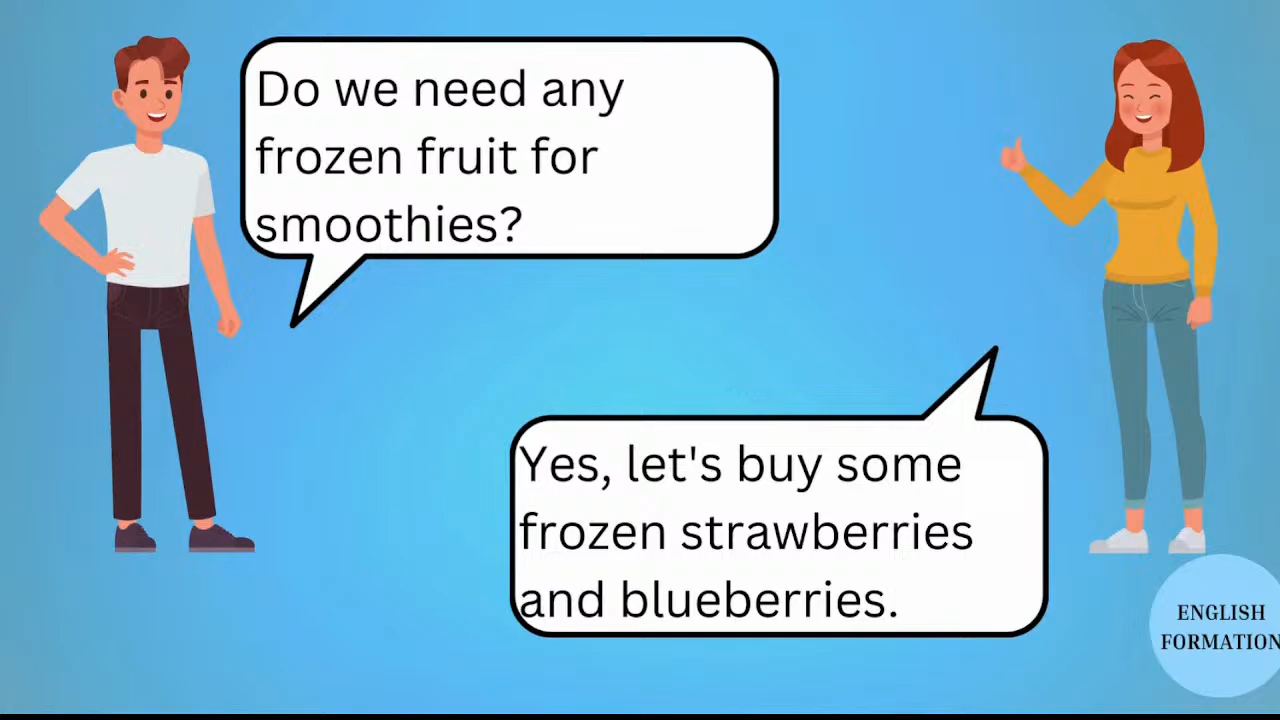 Do we need any
frozen fruit for
smoothies?
Yes, let's buy some
frozen strawberries
and blueberries.
ENGLISH
FORMATION